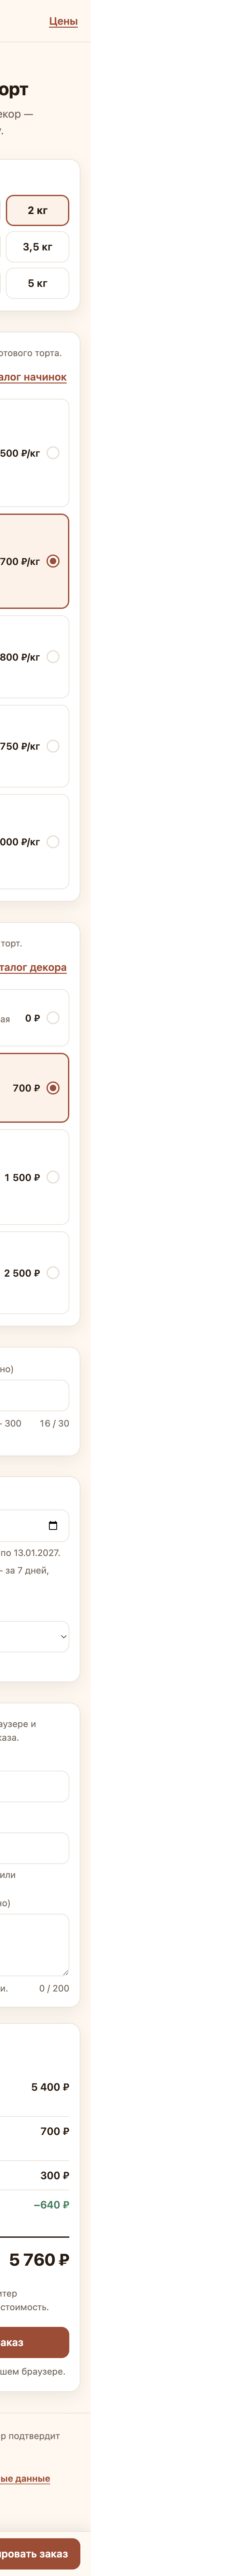 Цены
орт
екор —
.
2 кг
3,5 кг
5 кг
отового торта.
алог начинок
500 ₽/кг
700 ₽/кг
800 ₽/кг
750 ₽/кг
000 ₽/кг
торт.
талог декора
ая 0 ₽
700 ₽
1 500 ₽
2 500 ₽
но)
- 300 16 / 30
по 13.01.2027.
- за 7 дней,
аузере и
каза.
или
но)
и. 0 / 200
5 400 ₽
700 ₽
300 ₽
−640 ₽
5 760 ₽
итер
стоимость.
аказ
шем браузере.
р подтвердит
ые данные
ировать заказ